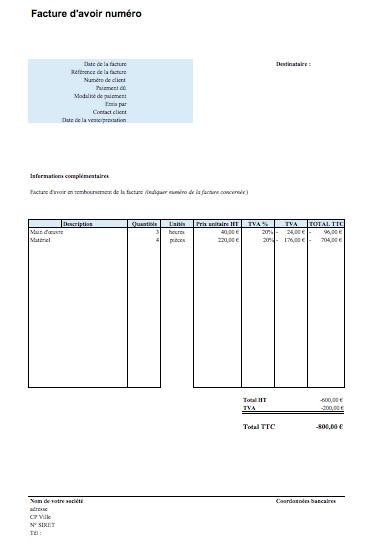 Facture d'avoir numéro
Date de la facture
Destinataire :
Référence de la facture
Numéro de client
Paiement dû
Modalité de paiement
Emis par
Contact client
Date de la vente/prestation
Informations complémentaires
Facture d'avoir en remboursement de la facture (indiquer numéro de la facture concernée)
Description Quantités Unités Prix unitaire HT TVA % TVA TOTAL TTC
Main d'œuvre 3 heures 40,00 € 20% - 24,00 € - 96,00 €
Matériel 4 pièces 220,00 € 20% - 176,00 € - 704,00 €
Total HT -600,00 €
TVA -200,00 €
Total TTC -800,00 €
Nom de votre société Coordonnées bancaires
adresse
CP Ville
N° SIRET
Tél :